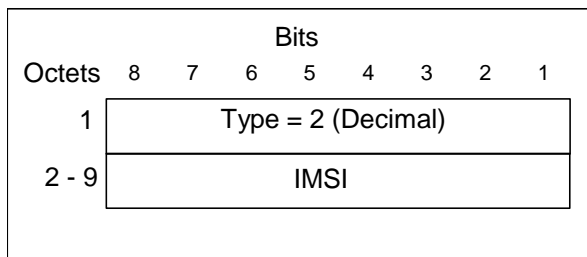 Bits
Octets 8 7 6 5 4 3 2 1
1 Type = 2 (Decimal)
2 - 9 IMSI